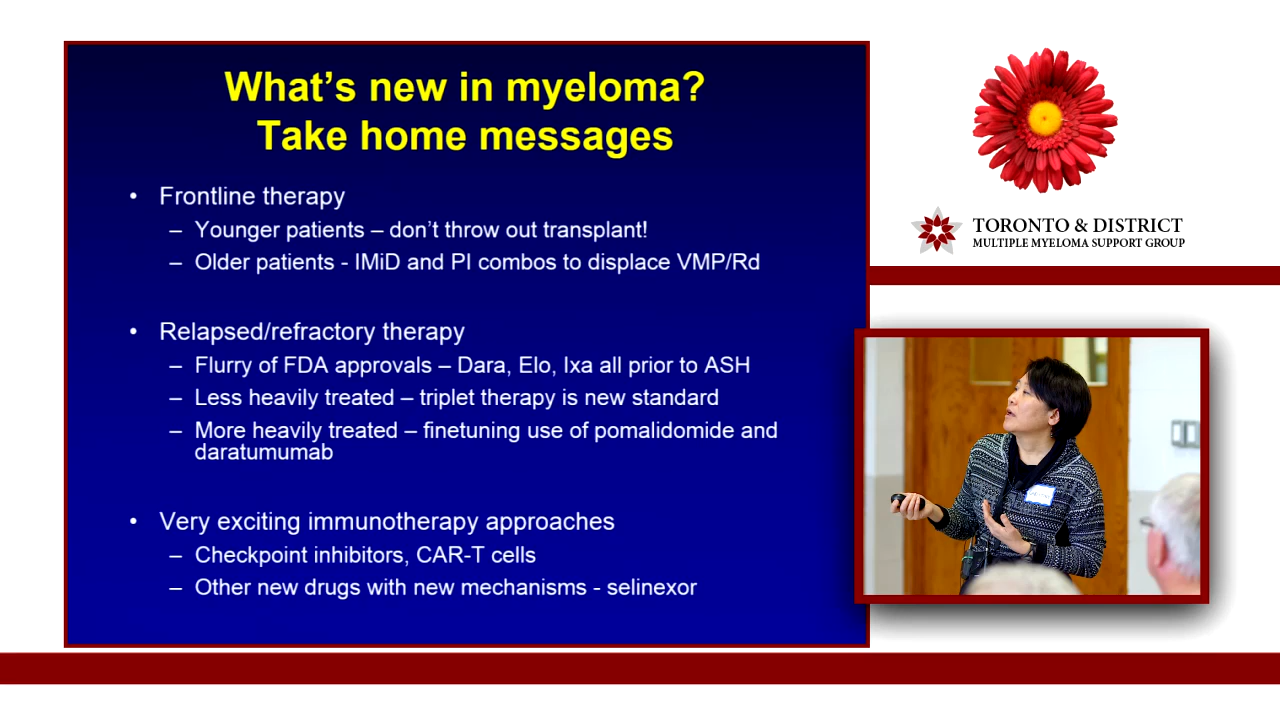 What's new in myeloma?
Take home messages
• Frontline therapy
– Younger patients – don't throw out transplant!
– Older patients - IMiD and PI combos to displace VMP/Rd
• Relapsed/refractory therapy
– Flurry of FDA approvals – Dara, Elo, Ixa all prior to ASH
– Less heavily treated – triplet therapy is new standard
– More heavily treated – finetuning use of pomalidomide and
daratumumab
• Very exciting immunotherapy approaches
– Checkpoint inhibitors, CAR-T cells
– Other new drugs with new mechanisms - selinexor
TORONTO & DISTRICT
MULTIPLE MYELOMA SUPPORT GROUP